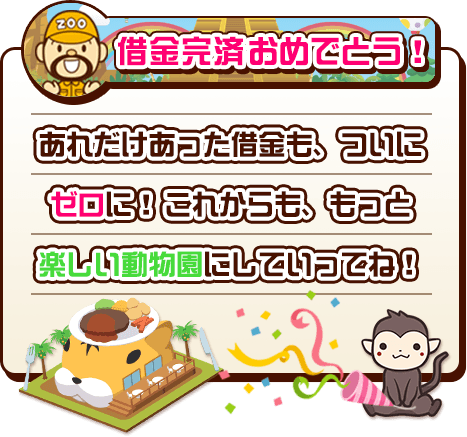 ZOO
借金完済おめでとう！
あれだけあった借金も、ついに
ゼロに！これからも、もっと
楽しい動物園にしていってね！